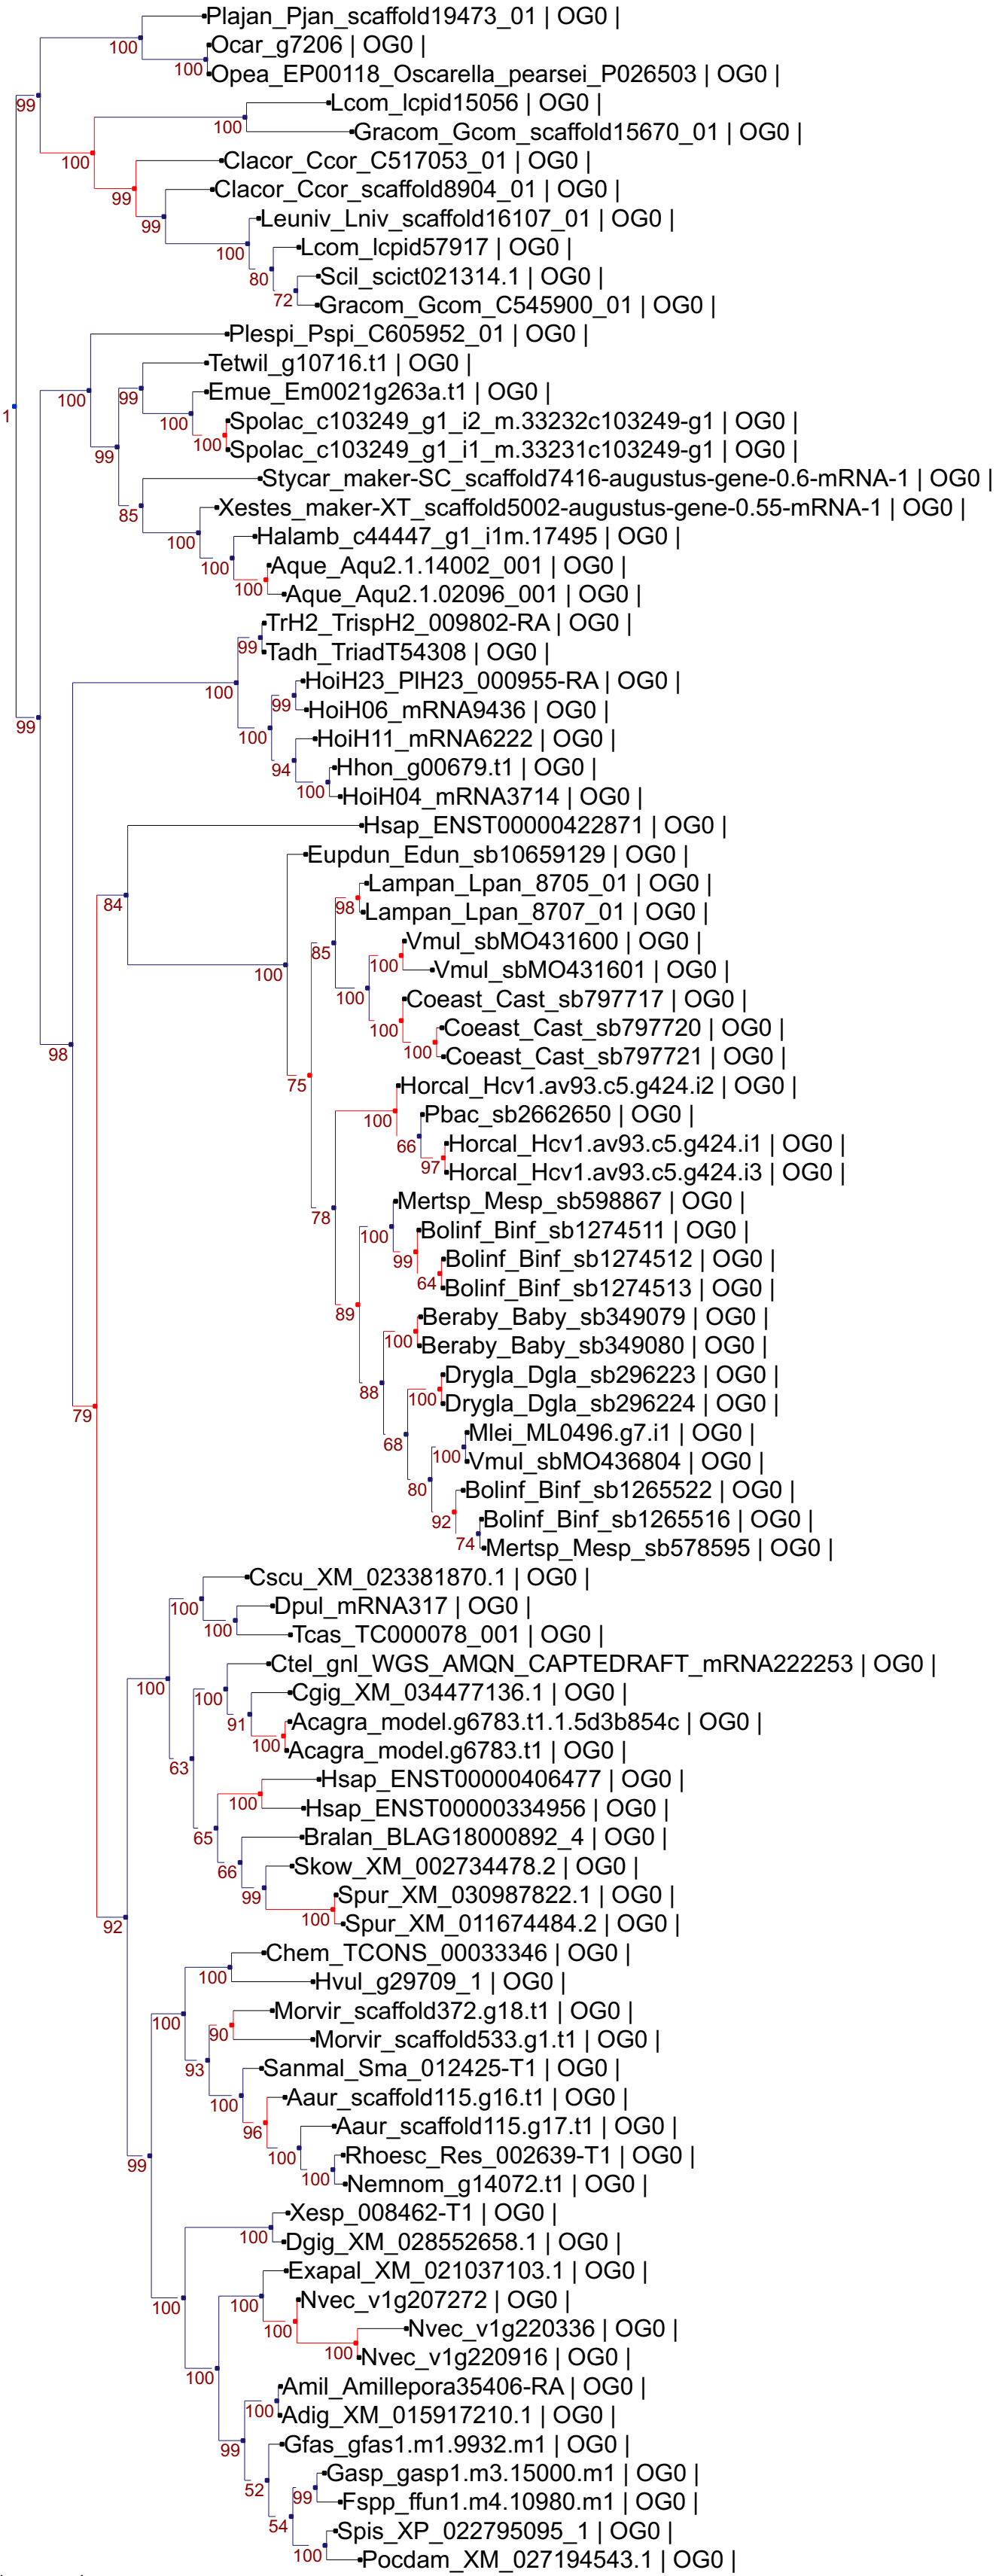 Plajan_Pjan_scaffold19473_01 | OG0 |
100
Ocar_g7206 | OG0 |
100
Opea_EP00118_Oscarella_pearsei_P026503 | OG0 |
99
Lcom_lcpid15056 | OG0 |
100
Gracom_Gcom_scaffold15670_01 | OG0 |
100
Clacor_Ccor_C517053_01 | OG0 |
99
Clacor_Ccor_scaffold8904_01 | OG0 |
99
Leuniv_Lniv_scaffold16107_01 | OG0 |
100
Lcom_lcpid57917 | OG0 |
80
Scil_scict021314.1 | OG0 |
72
Gracom_Gcom_C545900_01 | OG0 |
Plespi_Pspi_C605952_01 | OG0 |
Tetwil_g10716.t1 | OG0 |
100
99
Emue_Em0021g263a.t1 | OG0 |
1
100
Spolac_c103249_g1_i2_m.33232c103249-g1 | OG0 |
100
99
Spolac_c103249_g1_i1_m.33231c103249-g1 | OG0 |
Stycar_maker-SC_scaffold7416-augustus-gene-0.6-mRNA-1 | OG0 |
85
Xestes_maker-XT_scaffold5002-augustus-gene-0.55-mRNA-1 | OG0 |
100
Halamb_c44447_g1_i1m.17495 | OG0 |
100
Aque_Aqu2.1.14002_001 | OG0 |
100
Aque_Aqu2.1.02096_001 | OG0 |
TrH2_TrispH2_009802-RA | OG0 |
99
Tadh_TriadT54308 | OG0 |
100
HoiH23_PlH23_000955-RA | OG0 |
99
HoiH06_mRNA9436 | OG0 |
99
100
HoiH11_mRNA6222 | OG0 |
94
Hhon_g00679.t1 | OG0 |
100
HoiH04_mRNA3714 | OG0 |
Hsap_ENST00000422871 | OG0 |
Eupdun_Edun_sb10659129 | OG0 |
Lampan_Lpan_8705_01 | OG0 |
84
98
Lampan_Lpan_8707_01 | OG0 |
Vmul_sbMO431600 | OG0 |
85
100
Vmul_sbMO431601 | OG0 |
100
100
Coeast_Cast_sb797717 | OG0 |
100
Coeast_Cast_sb797720 | OG0 |
100
98
Coeast_Cast_sb797721 | OG0 |
75
Horcal_Hcv1.av93.c5.g424.i2 | OG0 |
100
Pbac_sb2662650 | OG0 |
66
Horcal_Hcv1.av93.c5.g424.i1 | OG0 |
97
Horcal_Hcv1.av93.c5.g424.i3 | OG0 |
Mertsp_Mesp_sb598867 | OG0 |
78
100
Bolinf_Binf_sb1274511 | OG0 |
99
Bolinf_Binf_sb1274512 | OG0 |
64
Bolinf_Binf_sb1274513 | OG0 |
89
Beraby_Baby_sb349079 | OG0 |
100
Beraby_Baby_sb349080 | OG0 |
Drygla_Dgla_sb296223 | OG0 |
88
100
Drygla_Dgla_sb296224 | OG0 |
79
Mlei_ML0496.g7.i1 | OG0 |
68
100
Vmul_sbMO436804 | OG0 |
80
Bolinf_Binf_sb1265522 | OG0 |
92
Bolinf_Binf_sb1265516 | OG0 |
74
Mertsp_Mesp_sb578595 | OG0 |
Cscu_XM_023381870.1 | OG0 |
100
Dpul_mRNA317 | OG0 |
100
Tcas_TC000078_001 | OG0 |
Ctel_gnl_WGS_AMQN_CAPTEDRAFT_mRNA222253 | OG0 |
100
100
Cgig_XM_034477136.1 | OG0 |
91
Acagra_model.g6783.t1.1.5d3b854c | OG0 |
100
Acagra_model.g6783.t1 | OG0 |
63
Hsap_ENST00000406477 | OG0 |
100
Hsap_ENST00000334956 | OG0 |
65
Bralan_BLAG18000892_4 | OG0 |
66
Skow_XM_002734478.2 | OG0 |
99
Spur_XM_030987822.1 | OG0 |
100
Spur_XM_011674484.2 | OG0 |
92
Chem_TCONS_00033346 | OG0 |
100
Hvul_g29709_1 | OG0 |
Morvir_scaffold372.g18.t1 | OG0 |
100
90
Morvir_scaffold533.g1.t1 | OG0 |
93
Sanmal_Sma_012425-T1 | OG0 |
100
Aaur_scaffold115.g16.t1 | OG0 |
96
Aaur_scaffold115.g17.t1 | OG0 |
100
Rhoesc_Res_002639-T1 | OG0 |
99
100
Nemnom_g14072.t1 | OG0 |
Xesp_008462-T1 | OG0 |
100
Dgig_XM_028552658.1 | OG0 |
Exapal_XM_021037103.1 | OG0 |
100
100
Nvec_v1g207272 | OG0 |
100
Nvec_v1g220336 | OG0 |
100
Nvec_v1g220916 | OG0 |
100
Amil_Amillepora35406-RA | OG0 |
100
Adig_XM_015917210.1 | OG0 |
99
Gfas_gfas1.m1.9932.m1 | OG0 |
52
Gasp_gasp1.m3.15000.m1 | OG0 |
99
Fspp_ffun1.m4.10980.m1 | OG0 |
54
Spis_XP_022795095_1 | OG0 |
100
Pocdam_XM_027194543.1 | OG0 |